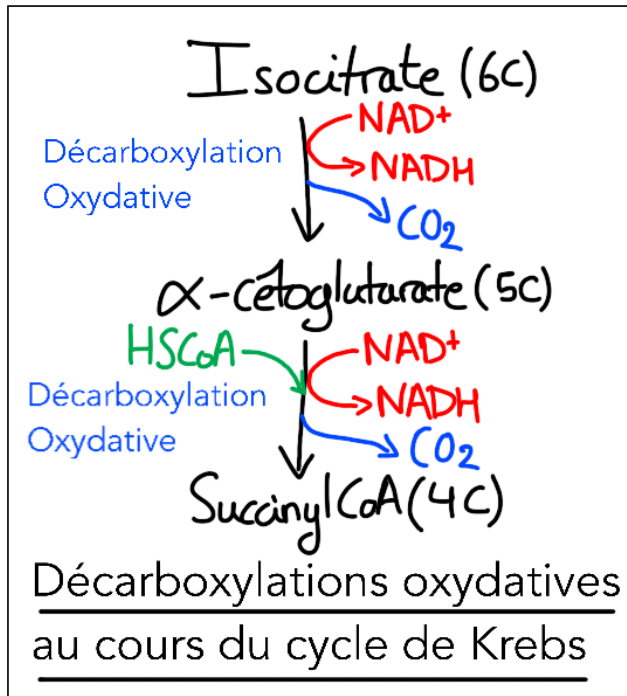 Isocitrate (6C)
NAD+
Décarboxylation
Oxydative
NADH
CO2
α-cétoglutarate (5C)
HSCoA
NAD+
Décarboxylation
Oxydative
NADH
CO2
SuccinylCoA (4C)
Décarboxylations oxydatives
au cours du cycle de Krebs